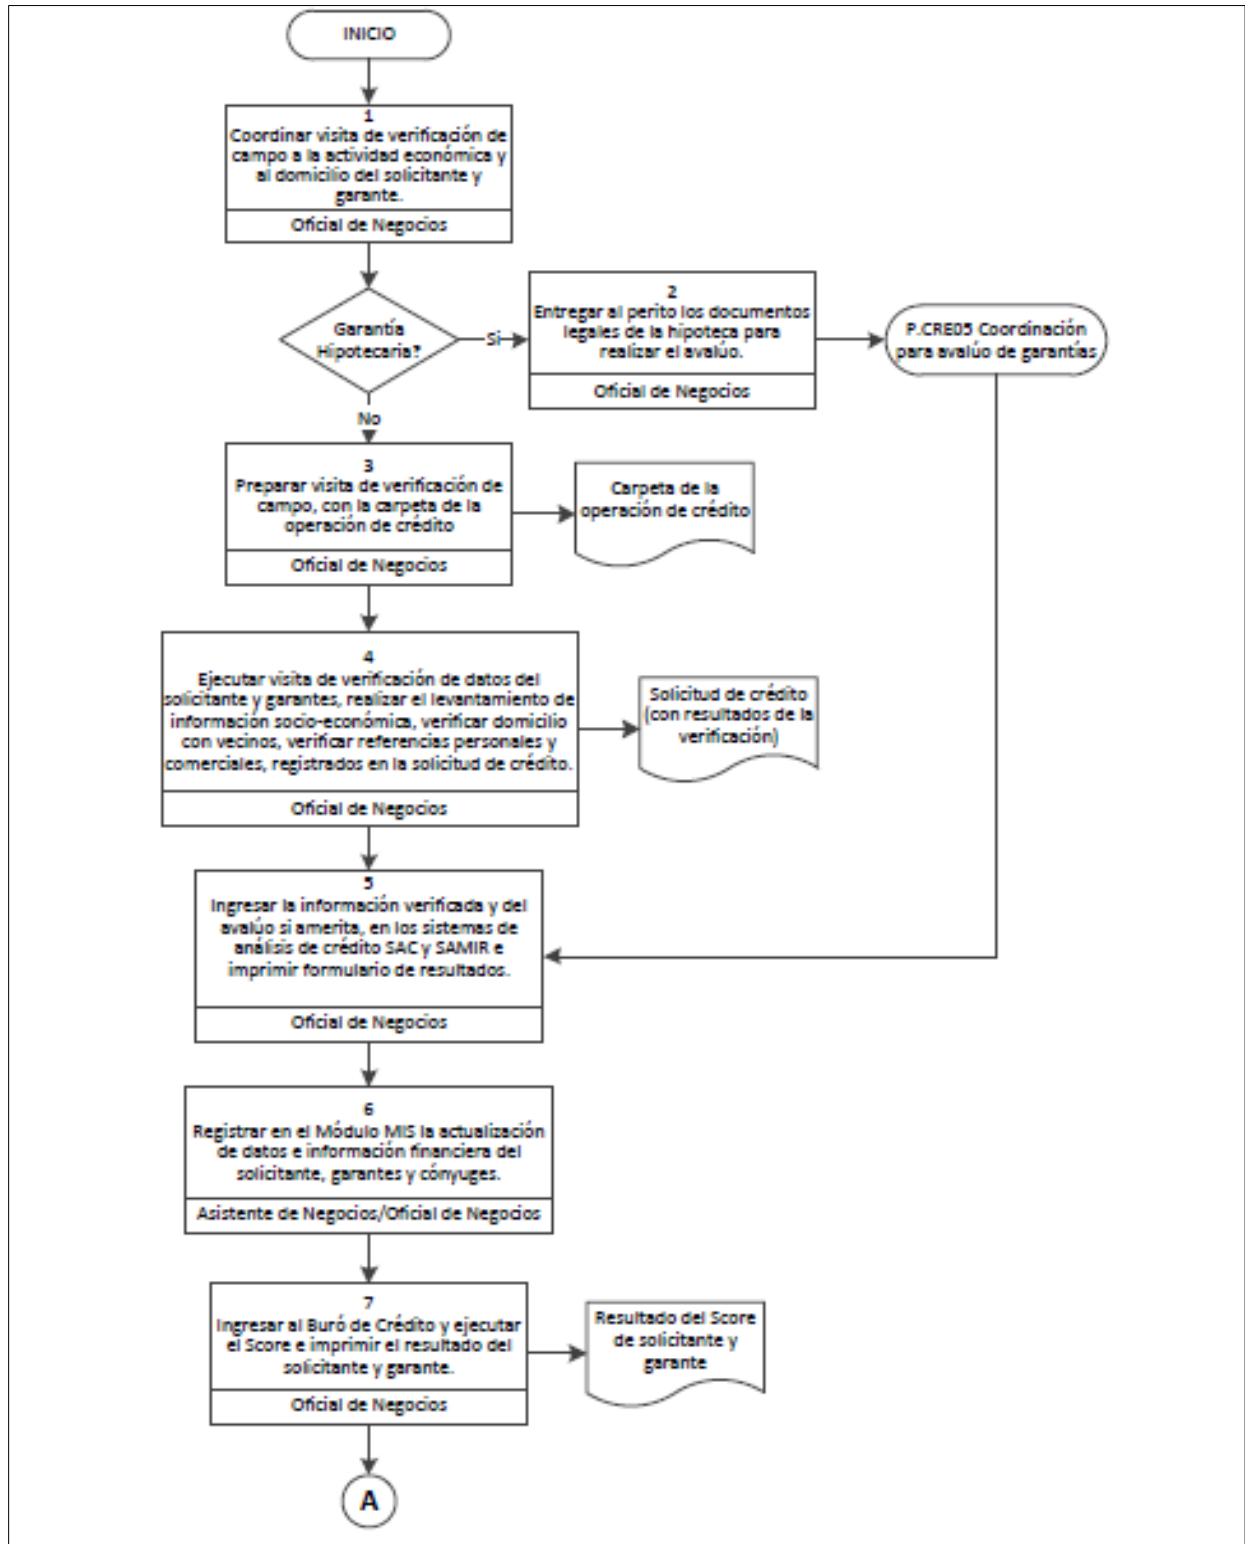 INICIO
1
Coordinar visita de verificación de
campo a la actividad económica y
al domicilio del solicitante y
garante.
Oficial de Negocios
Garantía
Hipotecaria?
Si
2
Entregar al perito los documentos
legales de la hipoteca para
realizar el avalúo.
Oficial de Negocios
P.CRE05 Coordinación
para avalúo de garantías
No
3
Preparar visita de verificación de
campo, con la carpeta de la
operación de crédito
Oficial de Negocios
Carpeta de la
operación de crédito
4
Ejecutar visita de verificación de datos del
solicitante y garantes, realizar el levantamiento de
información socio-económica, verificar domicilio
con vecinos, verificar referencias personales y
comerciales, registrados en la solicitud de crédito.
Oficial de Negocios
Solicitud de crédito
(con resultados de la
verificación)
5
Ingresar la información verificada y del
avalúo si amerita, en los sistemas de
análisis de crédito SAC y SAMIR e
imprimir formulario de resultados.
Oficial de Negocios
6
Registrar en el Módulo MIS la actualización
de datos e información financiera del
solicitante, garantes y cónyuges.
Asistente de Negocios/Oficial de Negocios
7
Ingresar al Buró de Crédito y ejecutar
el Score e imprimir el resultado del
solicitante y garante.
Oficial de Negocios
Resultado del Score
de solicitante y
garante
A